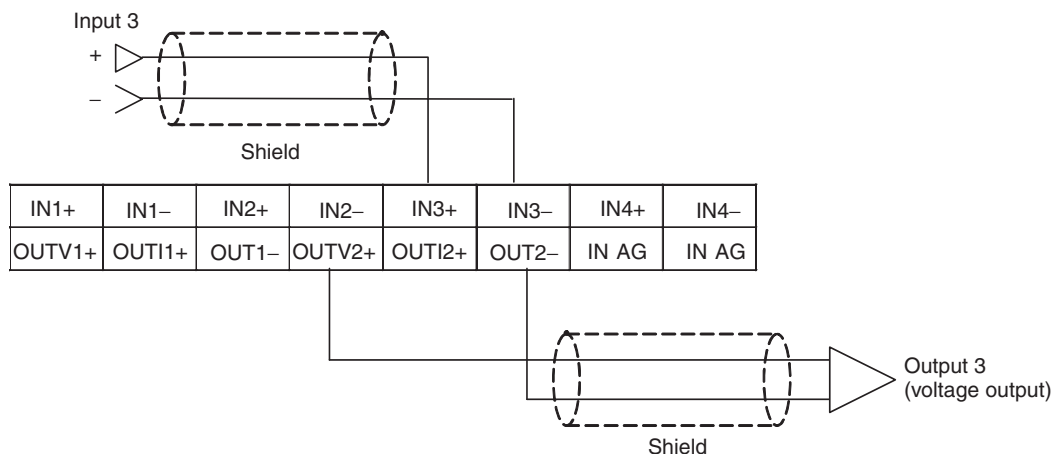 Input 3
+
−
Shield
IN1+ IN1− IN2+ IN2− IN3+ IN3− IN4+ IN4−
OUTV1+ OUTI1+ OUT1− OUTV2+ OUTI2+ OUT2− IN AG IN AG
Output 3
(voltage output)
Shield